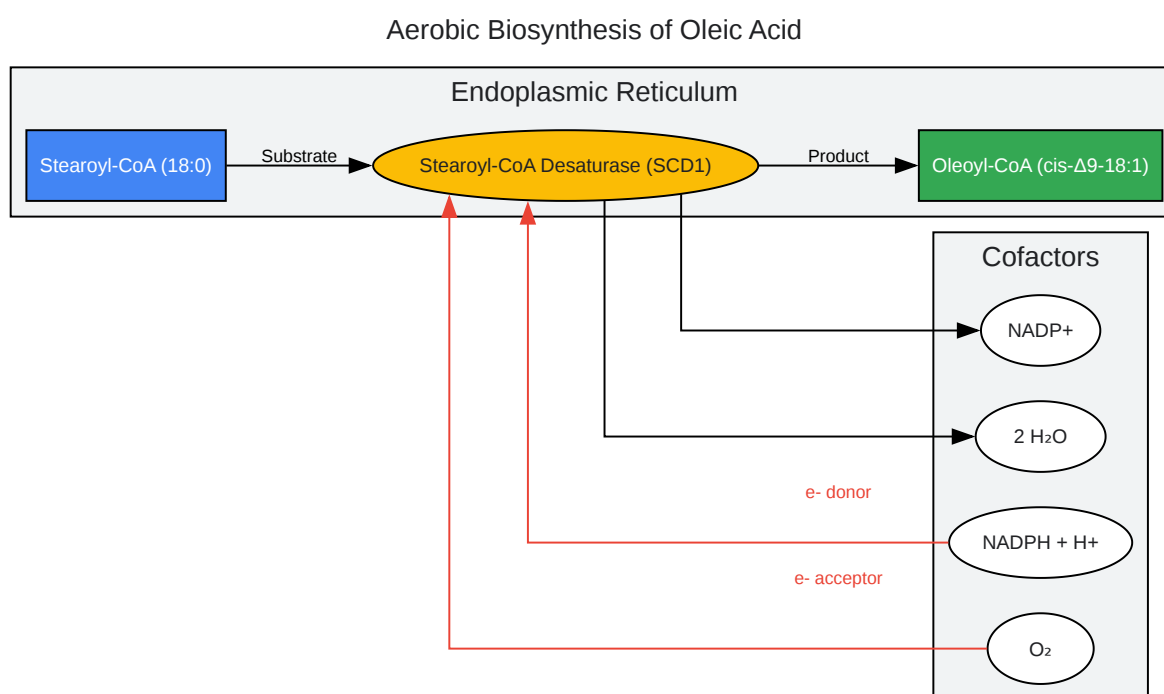 Aerobic Biosynthesis of Oleic Acid
Endoplasmic Reticulum
Stearoyl-CoA (18:0)
Substrate
Stearoyl-CoA Desaturase (SCD1)
Product
Oleoyl-CoA (cis-Δ9-18:1)
Cofactors
NADP+
2 H₂O
e- donor
NADPH + H+
e- acceptor
O₂